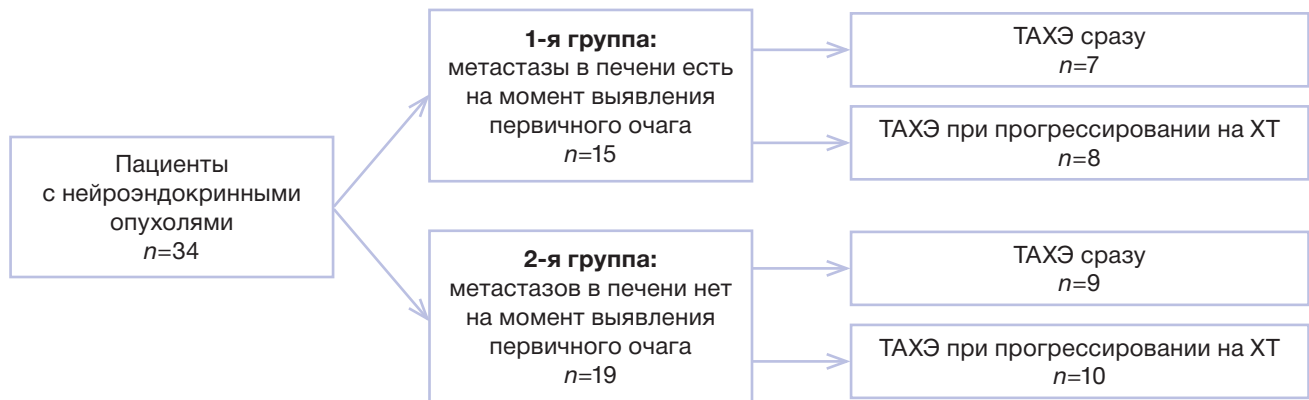 Пациенты
с нейроэндокринными
опухолями
n=34
1-я группа:
метастазы в печени есть
на момент выявления
первичного очага
n=15
ТАХЭ сразу
n=7
ТАХЭ при прогрессировании на ХТ
n=8
2-я группа:
метастазов в печени нет
на момент выявления
первичного очага
n=19
ТАХЭ сразу
n=9
ТАХЭ при прогрессировании на ХТ
n=10